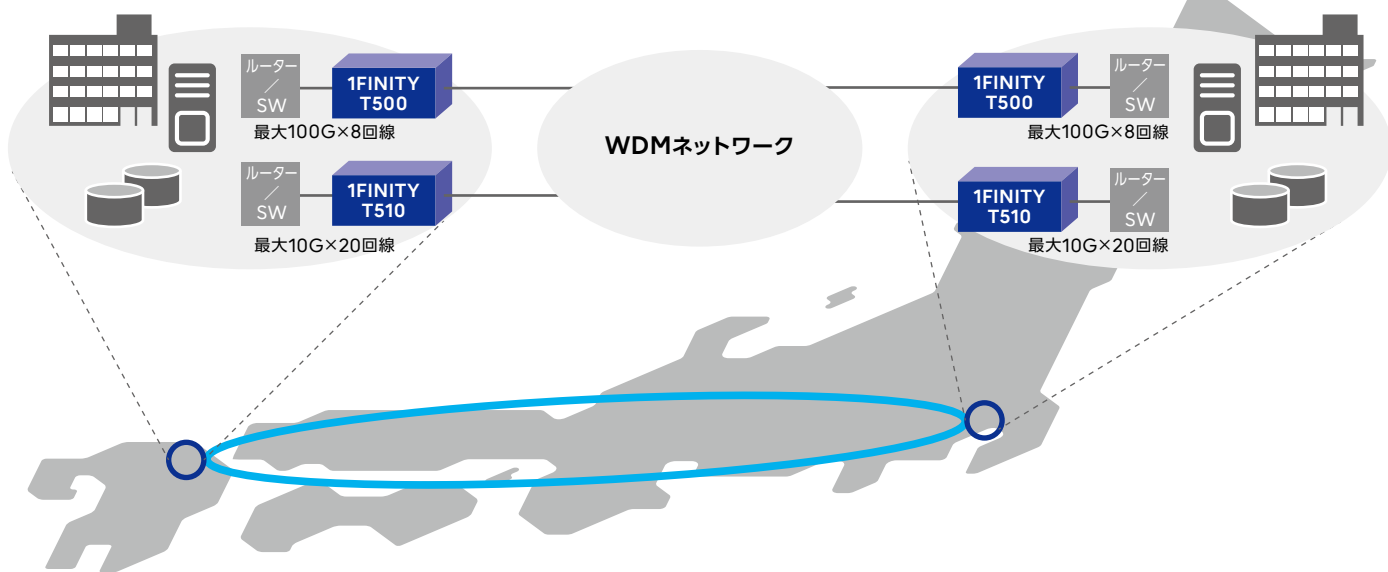 ルーター
／
SW
1FINITY
T500
最大100G×8回線
ルーター
／
SW
1FINITY
T510
最大10G×20回線
WDMネットワーク
1FINITY
T500
ルーター
／
SW
最大100G×8回線
1FINITY
T510
ルーター
／
SW
最大10G×20回線